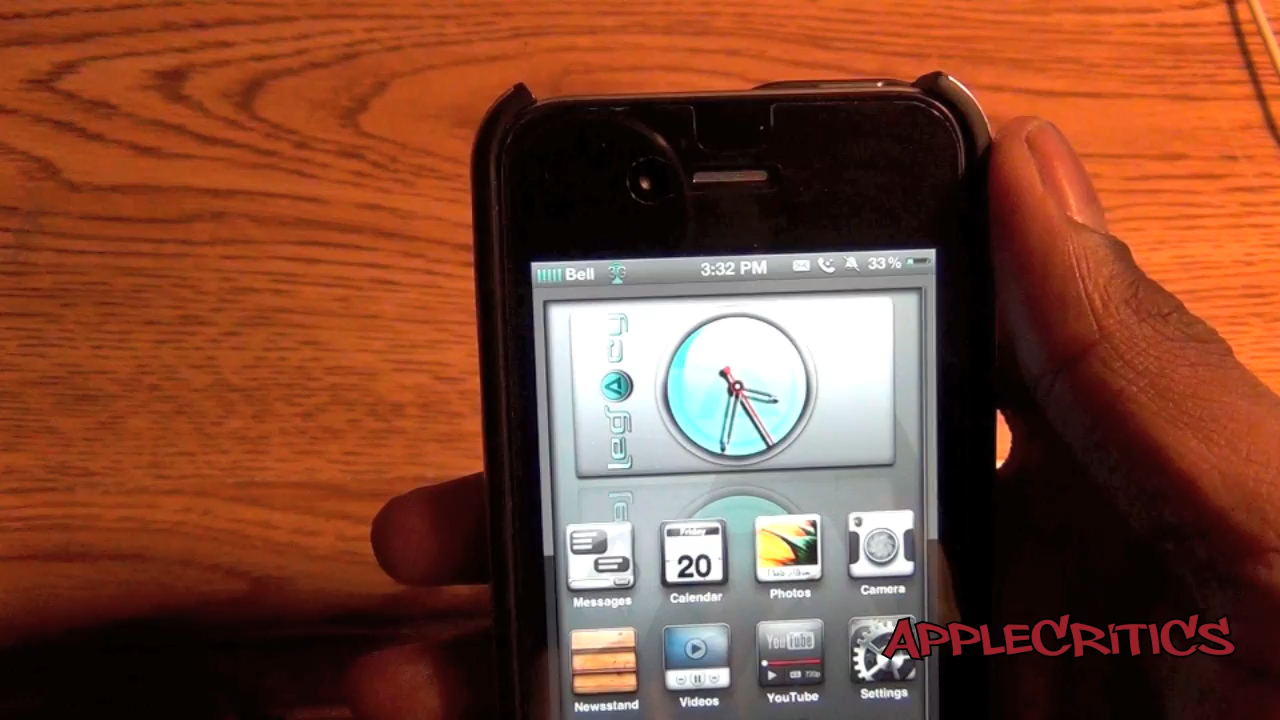 Bell 3G 3:32 PM 33%
legacy
Friday
20
Messages Calendar Photos Camera
YouTube
720p
Newsstand Videos YouTube Settings
APPLECRITICS